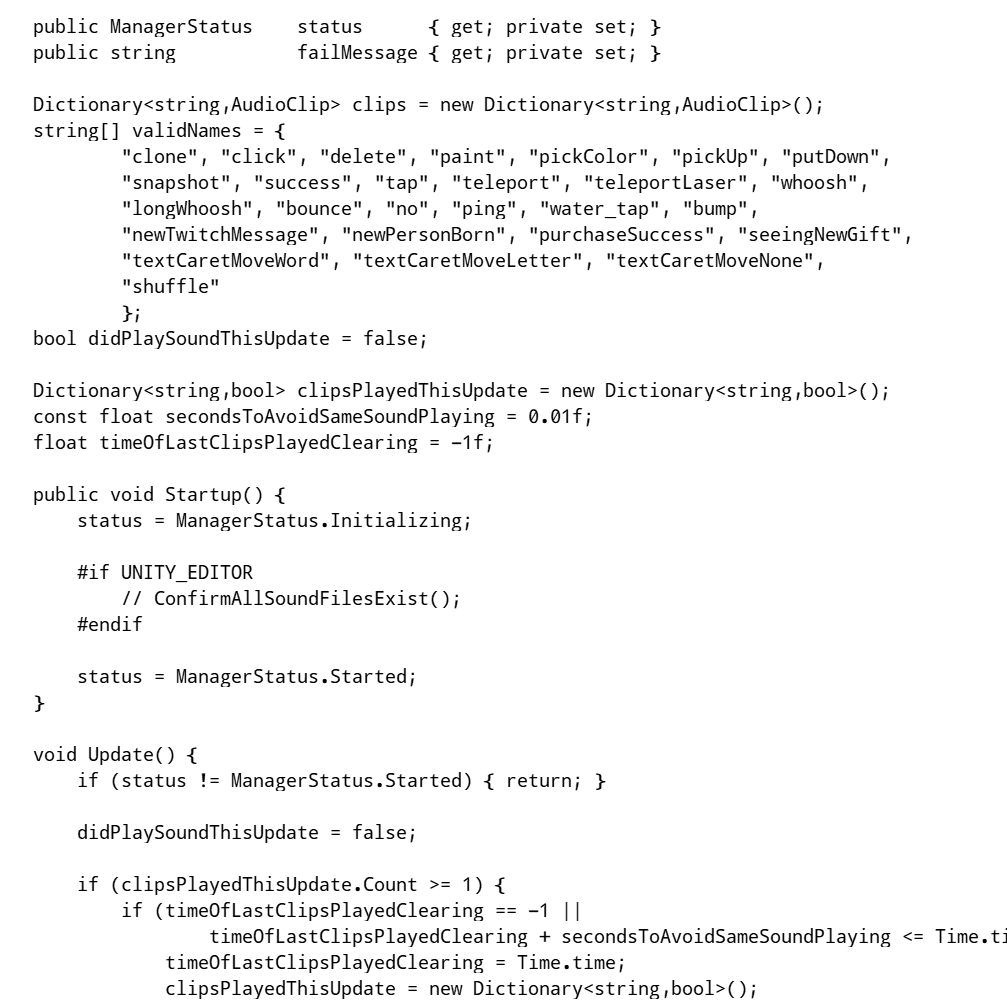 public ManagerStatus    status      { get; private set; }
public string           failMessage { get; private set; }

Dictionary<string,AudioClip> clips = new Dictionary<string,AudioClip>();
string[] validNames = {
        "clone", "click", "delete", "paint", "pickColor", "pickUp", "putDown",
        "snapshot", "success", "tap", "teleport", "teleportLaser", "whoosh",
        "longWhoosh", "bounce", "no", "ping", "water_tap", "bump",
        "newTwitchMessage", "newPersonBorn", "purchaseSuccess", "seeingNewGift",
        "textCaretMoveWord", "textCaretMoveLetter", "textCaretMoveNone",
        "shuffle"
        };
bool didPlaySoundThisUpdate = false;

Dictionary<string,bool> clipsPlayedThisUpdate = new Dictionary<string,bool>();
const float secondsToAvoidSameSoundPlaying = 0.01f;
float timeOfLastClipsPlayedClearing = -1f;

public void Startup() {
    status = ManagerStatus.Initializing;

    #if UNITY_EDITOR
        // ConfirmAllSoundFilesExist();
    #endif

    status = ManagerStatus.Started;
}

void Update() {
    if (status != ManagerStatus.Started) { return; }

    didPlaySoundThisUpdate = false;

    if (clipsPlayedThisUpdate.Count >= 1) {
        if (timeOfLastClipsPlayedClearing == -1 ||
                timeOfLastClipsPlayedClearing + secondsToAvoidSameSoundPlaying <= Time.ti
            timeOfLastClipsPlayedClearing = Time.time;
            clipsPlayedThisUpdate = new Dictionary<string,bool>();